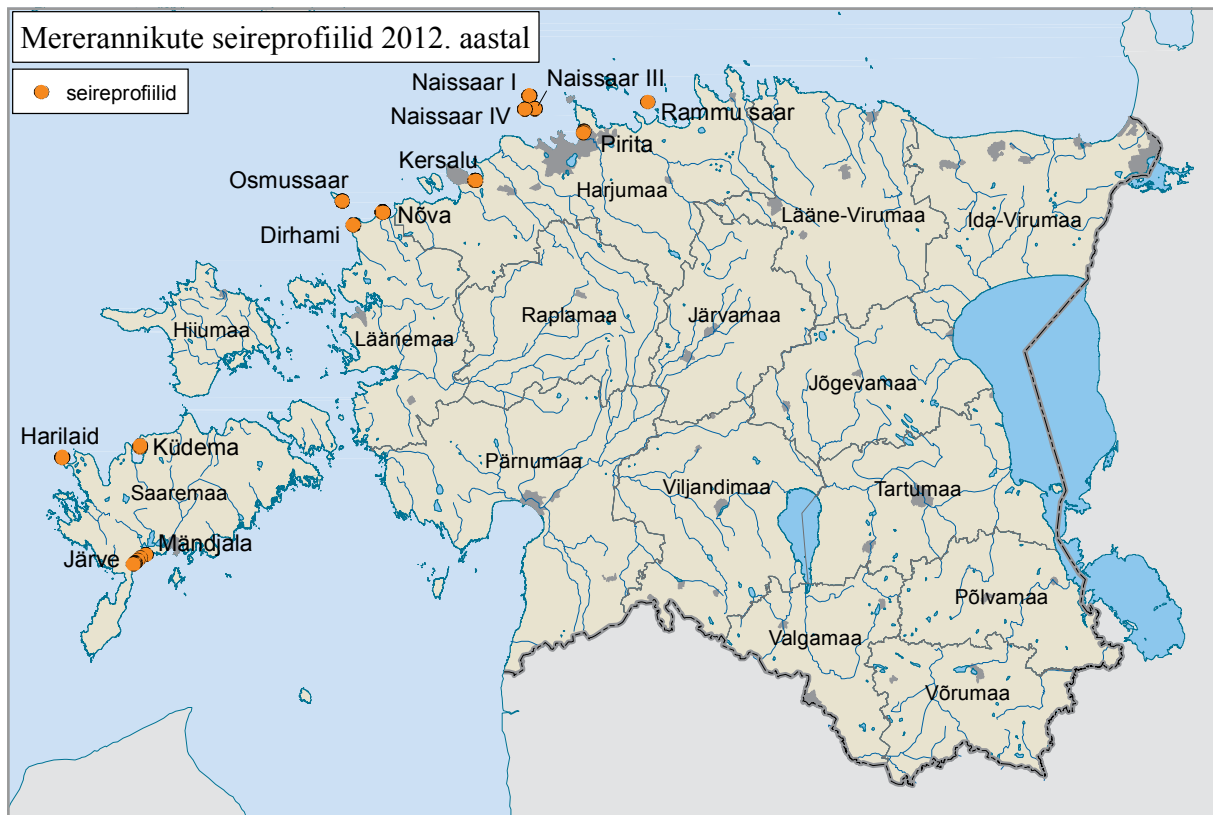 Mererannikute seireprofiilid 2012. aastal
seireprofiilid
Naissaar I
Naissaar III
Naissaar IV
Rammu saar
Pirita
Kersalu
Harjumaa
Osmussaar
Nõva
Lääne-Virumaa
Ida-Virumaa
Dirhami
Hiiumaa
Läänemaa
Raplamaa
Järvamaa
Jõgevamaa
Harilaid
Küdema
Saaremaa
Pärnumaa
Viljandimaa
Tartumaa
Mändjala
Järve
Põlvamaa
Valgamaa
Võrumaa